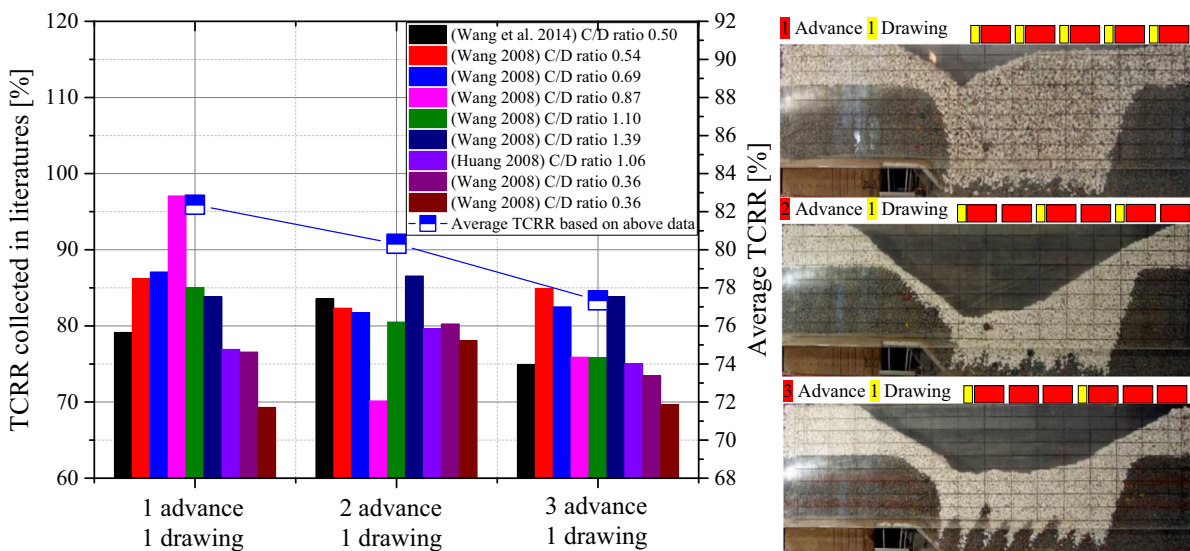 TCRR collected in literatures [%]
120
110
100
90
80
70
60
(Wang et al. 2014) C/D ratio 0.50
(Wang 2008) C/D ratio 0.54
(Wang 2008) C/D ratio 0.69
(Wang 2008) C/D ratio 0.87
(Wang 2008) C/D ratio 1.10
(Wang 2008) C/D ratio 1.39
(Huang 2008) C/D ratio 1.06
(Wang 2008) C/D ratio 0.36
(Wang 2008) C/D ratio 0.36
Average TCRR based on above data
1 advance
1 drawing
2 advance
1 drawing
3 advance
1 drawing
92
90
88
86
84
82
80
78
76
74
72
70
68
Average TCRR [%]
1 Advance 1 Drawing
2 Advance 1 Drawing
3 Advance 1 Drawing